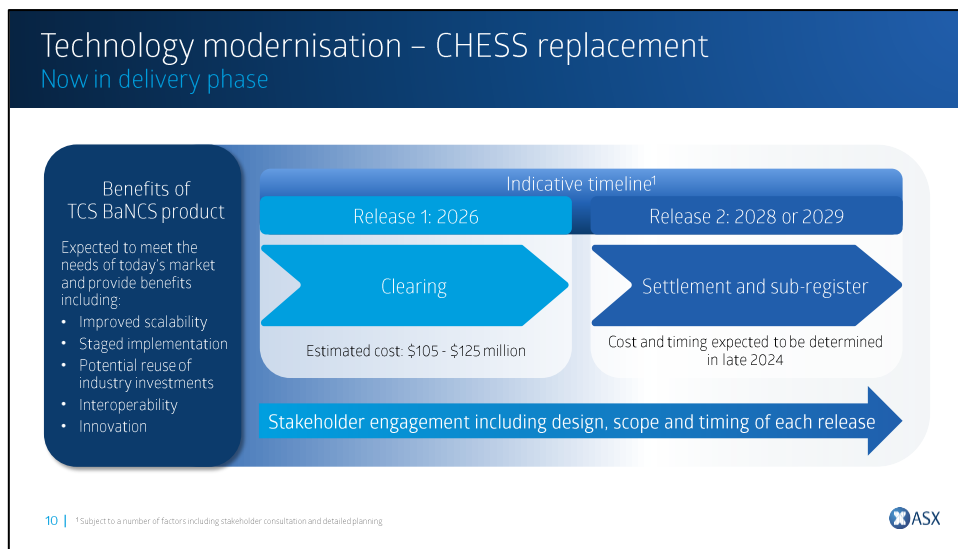 Technology modernisation – CHESS replacement
Now in delivery phase
Benefits of
TCS BaNCS product
Expected to meet the
needs of today's market
and provide benefits
including:
• Improved scalability
• Staged implementation
• Potential reuse of
industry investments
• Interoperability
• Innovation
Indicative timeline¹
Release 1: 2026
Release 2: 2028 or 2029
Clearing
Settlement and sub-register
Estimated cost: $105 - $125 million
Cost and timing expected to be determined
in late 2024
Stakeholder engagement including design, scope and timing of each release
10 | ¹ Subject to a number of factors including stakeholder consultation and detailed planning
ASX